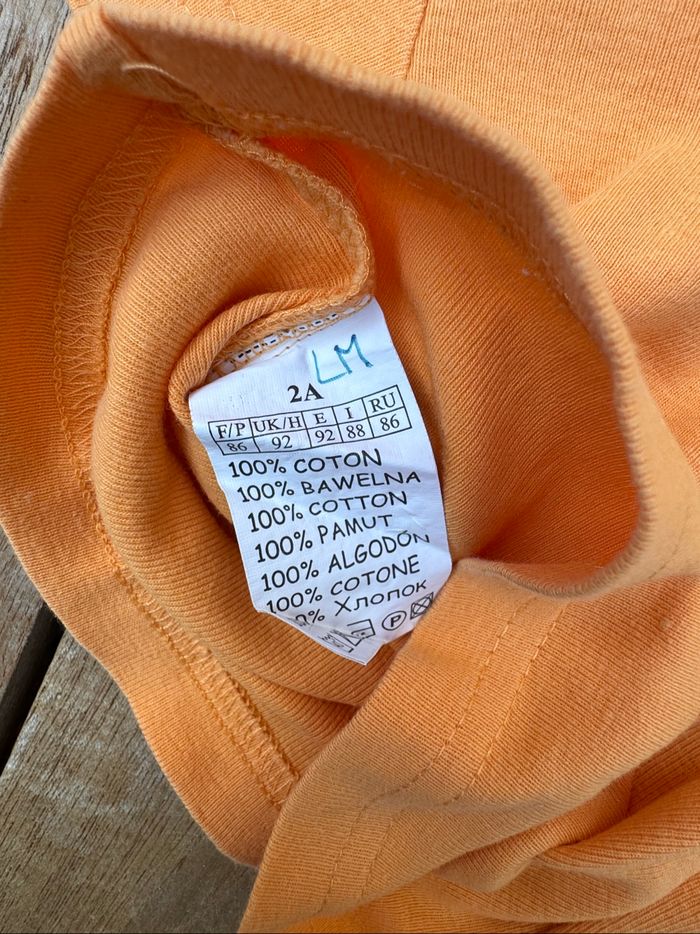 LM
2A
F/P UK/H E I RU
86 92 92 88 86
100% COTON
100% BAWELNA
100% COTTON
100% PAMUT
100% ALGODÓN
100% COTONE
% Хлопок
P